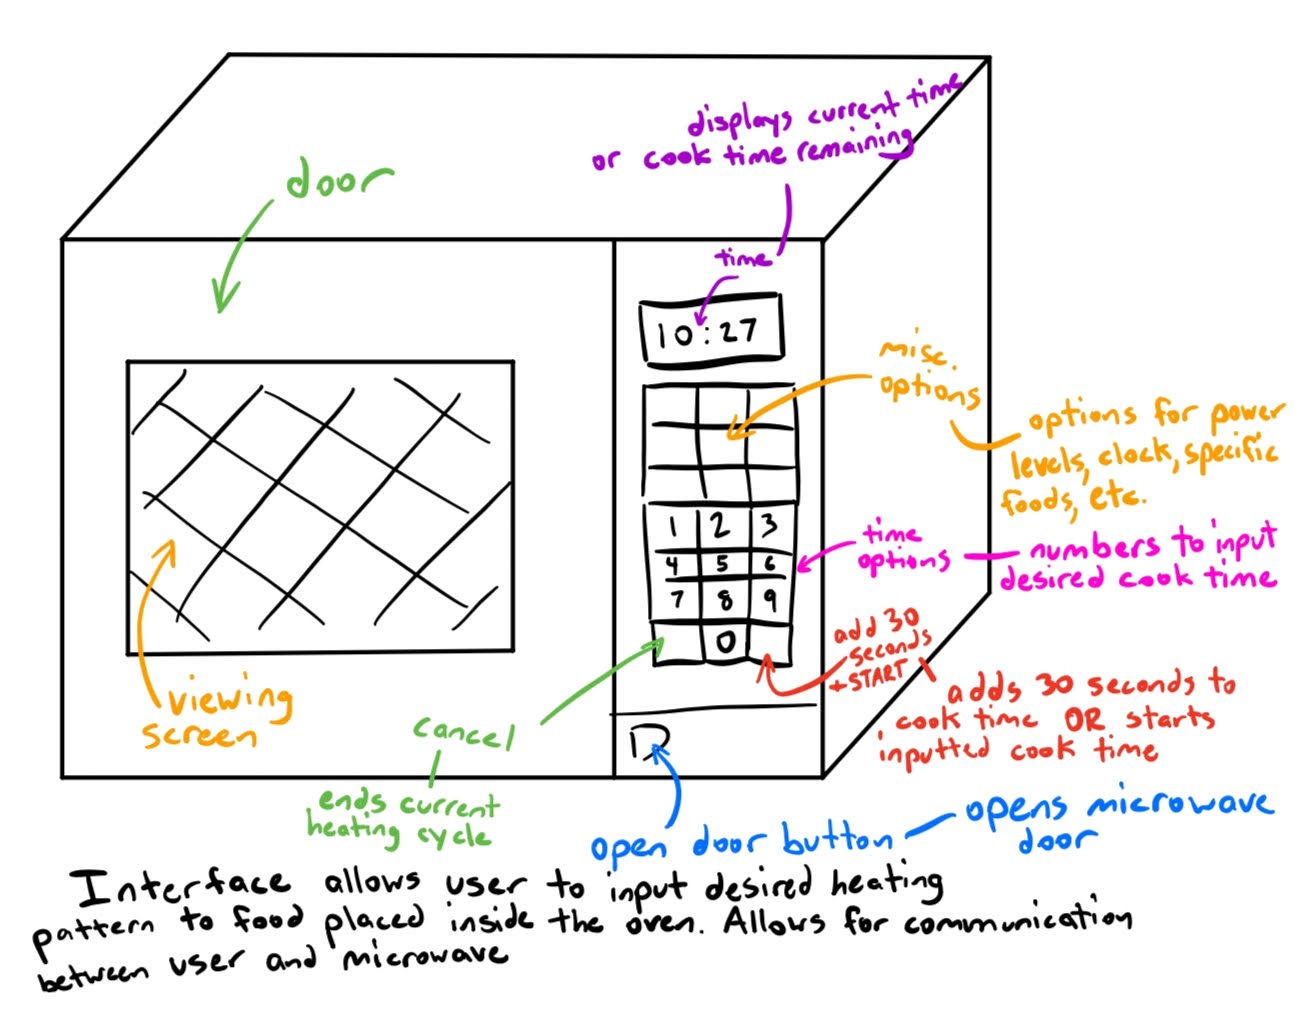 displays current time
or cook time remaining
door
time
10:27
misc.
options
options for power
levels, clock, specific
foods, etc.
1 2 3
4 5 6
7 8 9
0
time
options
numbers to input
desired cook time
add 30
seconds
+START
adds 30 seconds to
cook time OR starts
inputted cook time
viewing
screen
cancel
ends current
heating cycle
open door button
opens microwave
door
Interface allows user to input desired heating
pattern to food placed inside the oven. Allows for communication
between user and microwave